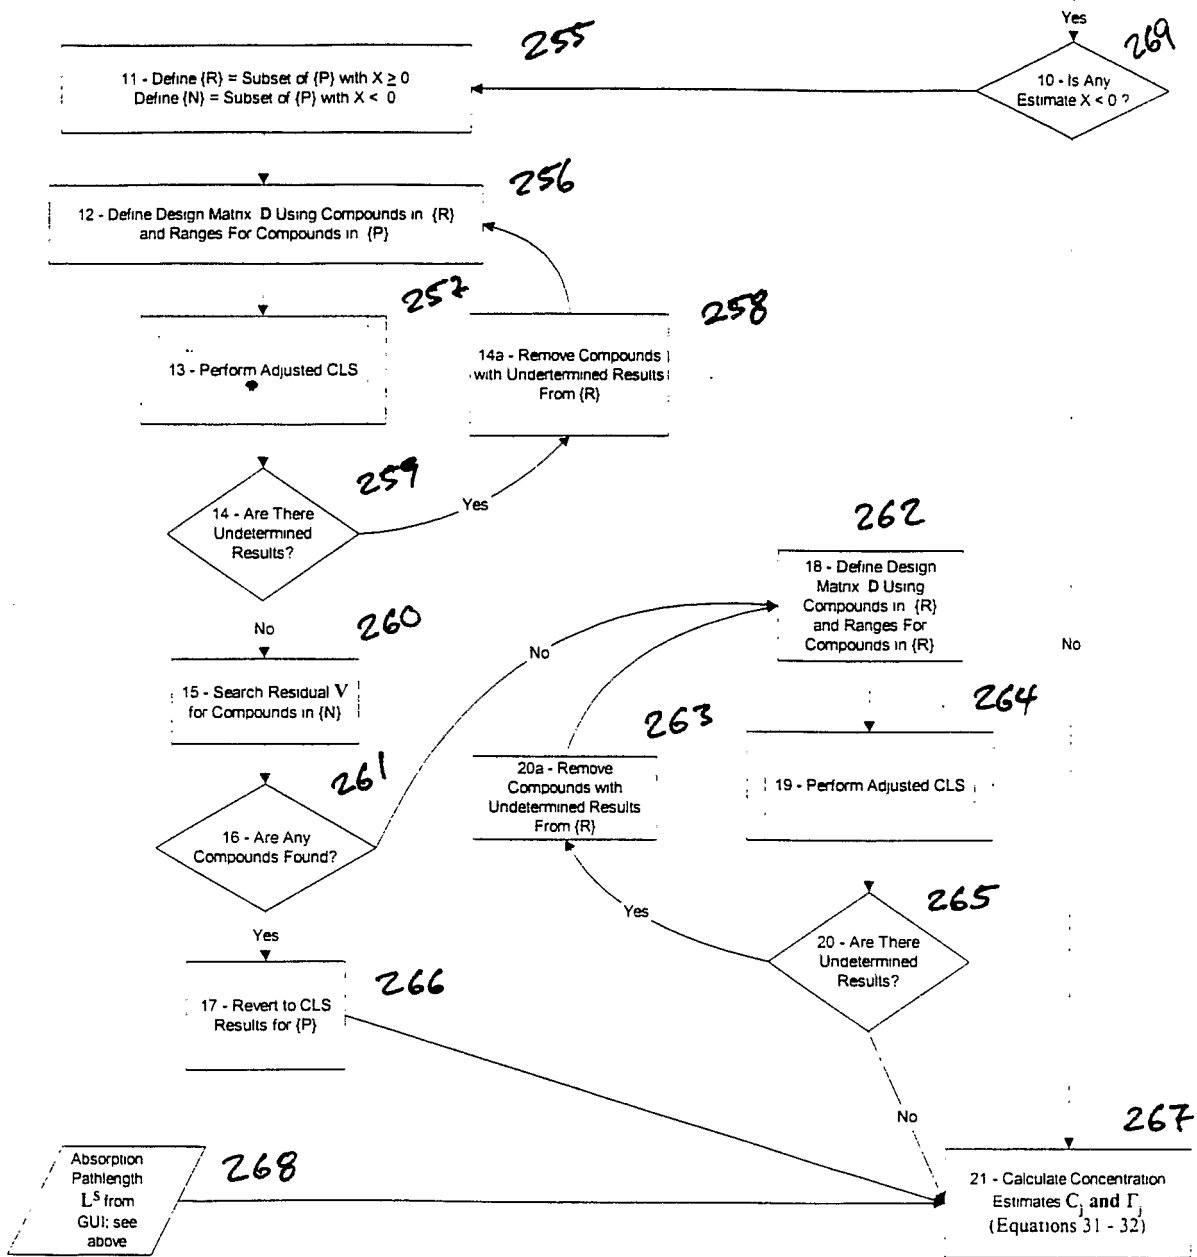 Yes
269
10 - Is Any
Estimate X < 0 ?
255
11 - Define {R} = Subset of {P} with X ≥ 0
Define {N} = Subset of {P} with X < 0
256
12 - Define Design Matrix D Using Compounds in {R}
and Ranges For Compounds in {P}
257
13 - Perform Adjusted CLS
258
14a - Remove Compounds
with Undertermined Results
From {R}
259
14 - Are There
Undetermined
Results?
Yes
No
260
15 - Search Residual V
for Compounds in {N}
261
16 - Are Any
Compounds Found?
No
Yes
262
18 - Define Design
Matrix D Using
Compounds in {R}
and Ranges For
Compounds in {R}
No
263
20a - Remove
Compounds with
Undetermined Results
From {R}
264
19 - Perform Adjusted CLS
265
20 - Are There
Undetermined
Results?
Yes
No
266
17 - Revert to CLS
Results for {P}
267
21 - Calculate Concentration
Estimates Cj and Γj
(Equations 31 - 32)
268
Absorption
Pathlength
LS from
GUI; see
above